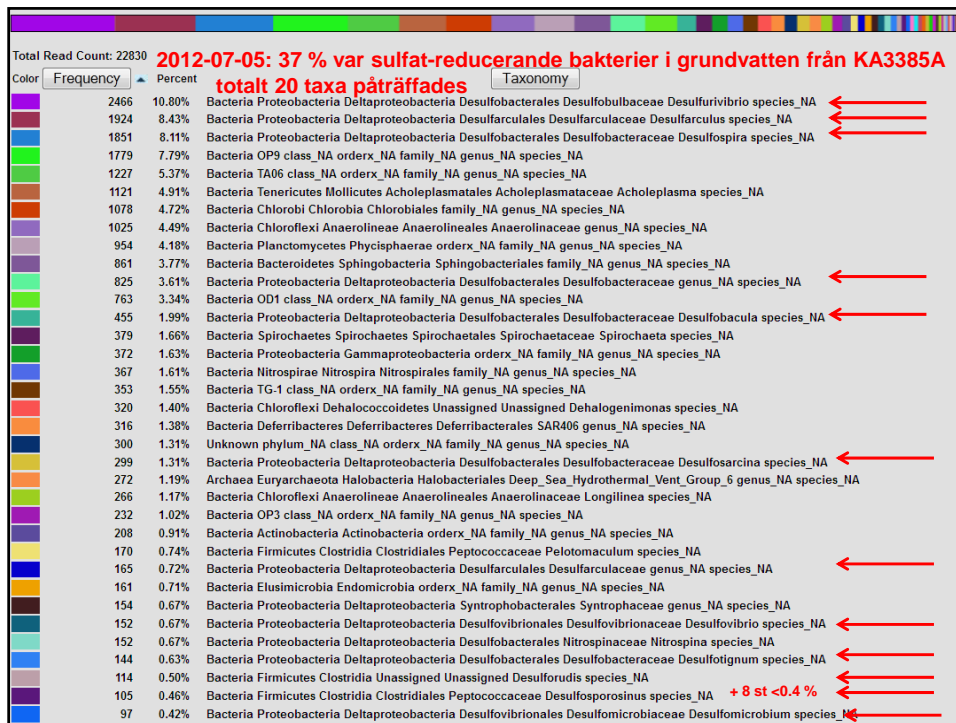 Total Read Count: 22830 2012-07-05: 37 % var sulfat-reducerande bakterier i grundvatten från KA3385A
totalt 20 taxa påträffades
Color Frequency Percent Taxonomy
2466 10.80% Bacteria Proteobacteria Deltaproteobacteria Desulfobacterales Desulfobulbaceae Desulfurivibrio species_NA
1924 8.43% Bacteria Proteobacteria Deltaproteobacteria Desulfarculales Desulfarculaceae Desulfarculus species_NA
1851 8.11% Bacteria Proteobacteria Deltaproteobacteria Desulfobacterales Desulfobacteraceae Desulfospira species_NA
1779 7.79% Bacteria OP9 class_NA orderx_NA family_NA genus_NA species_NA
1227 5.37% Bacteria TA06 class_NA orderx_NA family_NA genus_NA species_NA
1121 4.91% Bacteria Tenericutes Mollicutes Acholeplasmatales Acholeplasmataceae Acholeplasma species_NA
1078 4.72% Bacteria Chlorobi Chlorobia Chlorobiales family_NA genus_NA species_NA
1025 4.49% Bacteria Chloroflexi Anaerolineae Anaerolineales Anaerolinaceae genus_NA species_NA
954 4.18% Bacteria Planctomycetes Phycisphaerae orderx_NA family_NA genus_NA species_NA
861 3.77% Bacteria Bacteroidetes Sphingobacteria Sphingobacteriales family_NA genus_NA species_NA
825 3.61% Bacteria Proteobacteria Deltaproteobacteria Desulfobacterales Desulfobacteraceae genus_NA species_NA
763 3.34% Bacteria OD1 class_NA orderx_NA family_NA genus_NA species_NA
455 1.99% Bacteria Proteobacteria Deltaproteobacteria Desulfobacterales Desulfobacteraceae Desulfobacula species_NA
379 1.66% Bacteria Spirochaetes Spirochaetes Spirochaetales Spirochaetaceae Spirochaeta species_NA
372 1.63% Bacteria Proteobacteria Gammaproteobacteria orderx_NA family_NA genus_NA species_NA
367 1.61% Bacteria Nitrospirae Nitrospira Nitrospirales family_NA genus_NA species_NA
353 1.55% Bacteria TG-1 class_NA orderx_NA family_NA genus_NA species_NA
320 1.40% Bacteria Chloroflexi Dehalococcoidetes Unassigned Unassigned Dehalogenimonas species_NA
316 1.38% Bacteria Deferribacteres Deferribacteres Deferribacterales SAR406 genus_NA species_NA
300 1.31% Unknown phylum_NA class_NA orderx_NA family_NA genus_NA species_NA
299 1.31% Bacteria Proteobacteria Deltaproteobacteria Desulfobacterales Desulfobacteraceae Desulfosarcina species_NA
272 1.19% Archaea Euryarchaeota Halobacteria Halobacteriales Deep_Sea_Hydrothermal_Vent_Group_6 genus_NA species_NA
266 1.17% Bacteria Chloroflexi Anaerolineae Anaerolineales Anaerolinaceae Longilinea species_NA
232 1.02% Bacteria OP3 class_NA orderx_NA family_NA genus_NA species_NA
208 0.91% Bacteria Actinobacteria Actinobacteria orderx_NA family_NA genus_NA species_NA
170 0.74% Bacteria Firmicutes Clostridia Clostridiales Peptococcaceae Pelotomaculum species_NA
165 0.72% Bacteria Proteobacteria Deltaproteobacteria Desulfarculales Desulfarculaceae genus_NA species_NA
161 0.71% Bacteria Elusimicrobia Endomicrobia orderx_NA family_NA genus_NA species_NA
154 0.67% Bacteria Proteobacteria Deltaproteobacteria Syntrophobacterales Syntrophaceae genus_NA species_NA
152 0.67% Bacteria Proteobacteria Deltaproteobacteria Desulfovibrionales Desulfovibrionaceae Desulfovibrio species_NA
152 0.67% Bacteria Proteobacteria Deltaproteobacteria Desulfobacterales Nitrospinaceae Nitrospina species_NA
144 0.63% Bacteria Proteobacteria Deltaproteobacteria Desulfobacterales Desulfobacteraceae Desulfotignum species_NA
114 0.50% Bacteria Firmicutes Clostridia Unassigned Unassigned Desulforudis species_NA
105 0.46% Bacteria Firmicutes Clostridia Clostridiales Peptococcaceae Desulfosporosinus species_NA + 8 st <0.4 %
97 0.42% Bacteria Proteobacteria Deltaproteobacteria Desulfovibrionales Desulfomicrobiaceae Desulfomicrobium species_NA